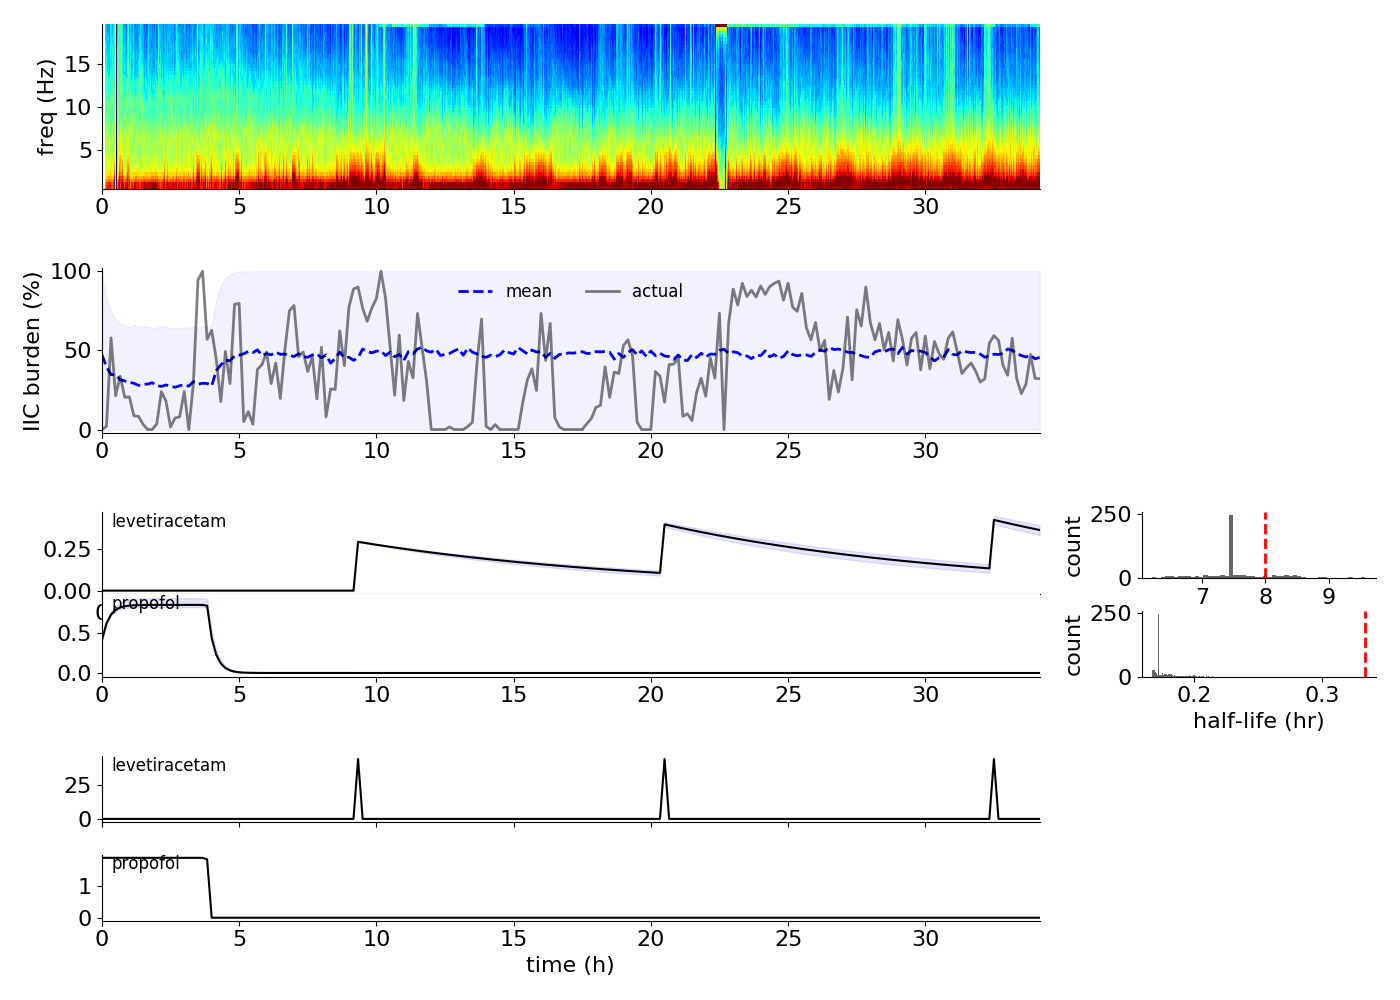 freq (Hz)
15
10
5
0 5 10 15 20 25 30
IIC burden (%)
100
50
0
mean actual
0 5 10 15 20 25 30
levetiracetam
0.25
0.00
0
propofol
0.5
0.0
0 5 10 15 20 25 30
count
250
0
7 8 9
count
250
0
0.2 0.3
half-life (hr)
levetiracetam
25
0
propofol
1
0
0 5 10 15 20 25 30
time (h)